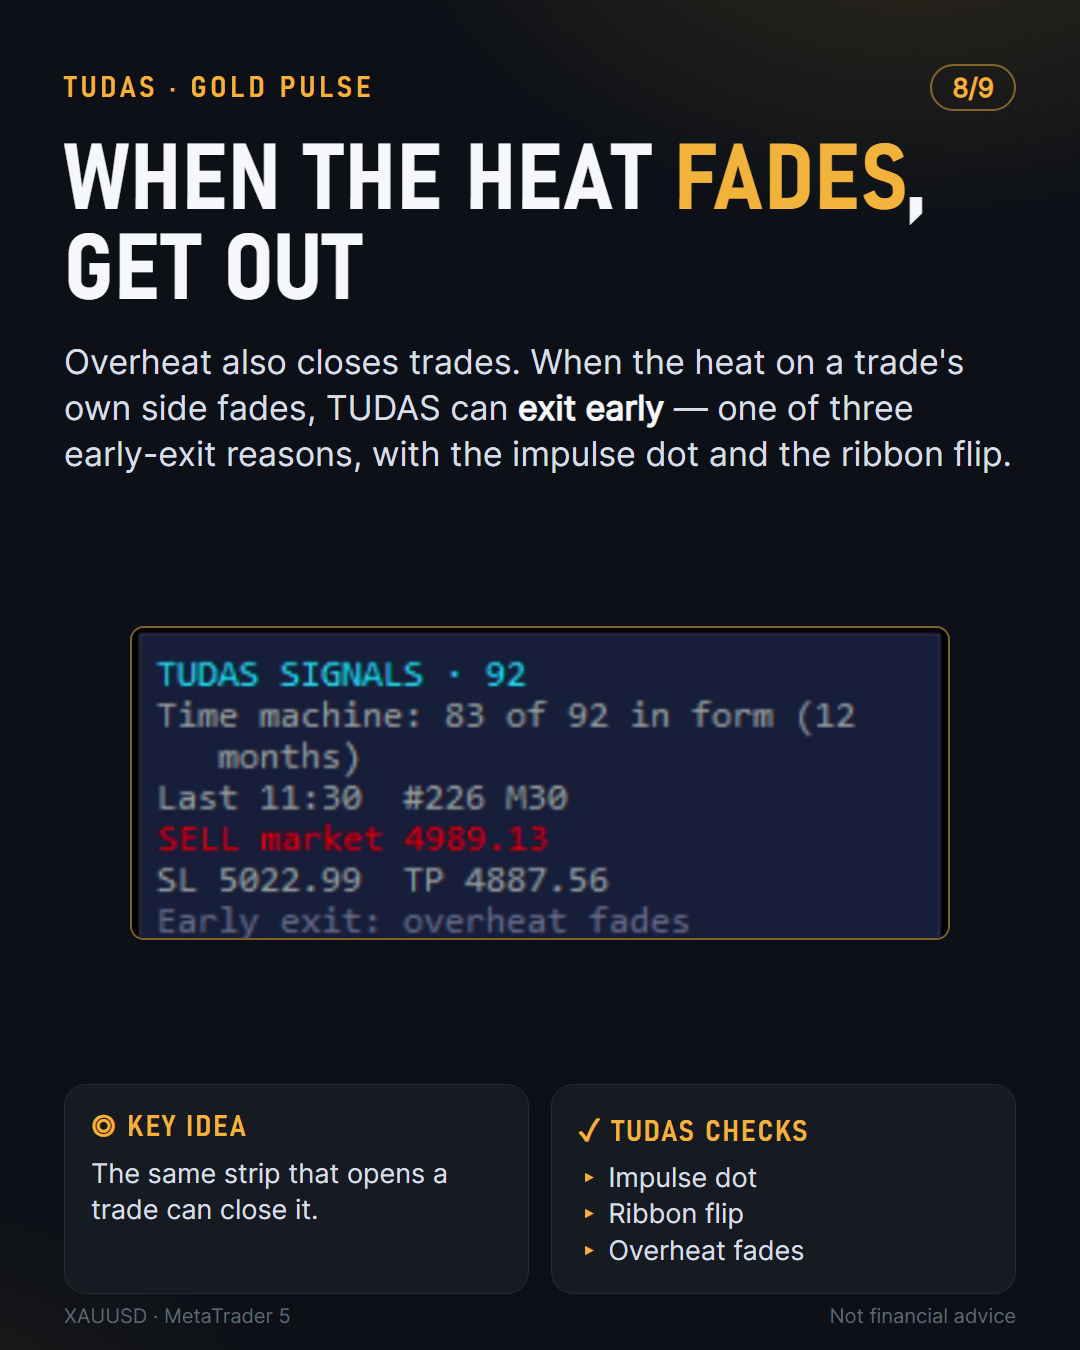 TUDAS · GOLD PULSE
8/9
WHEN THE HEAT FADES,
GET OUT
Overheat also closes trades. When the heat on a trade's
own side fades, TUDAS can exit early — one of three
early-exit reasons, with the impulse dot and the ribbon flip.
TUDAS SIGNALS · 92
Time machine: 83 of 92 in form (12
months)
Last 11:30 #226 M30
SELL market 4989.13
SL 5022.99 TP 4887.56
Early exit: overheat fades
KEY IDEA
The same strip that opens a
trade can close it.
✓ TUDAS CHECKS
▸ Impulse dot
▸ Ribbon flip
▸ Overheat fades
XAUUSD · MetaTrader 5
Not financial advice